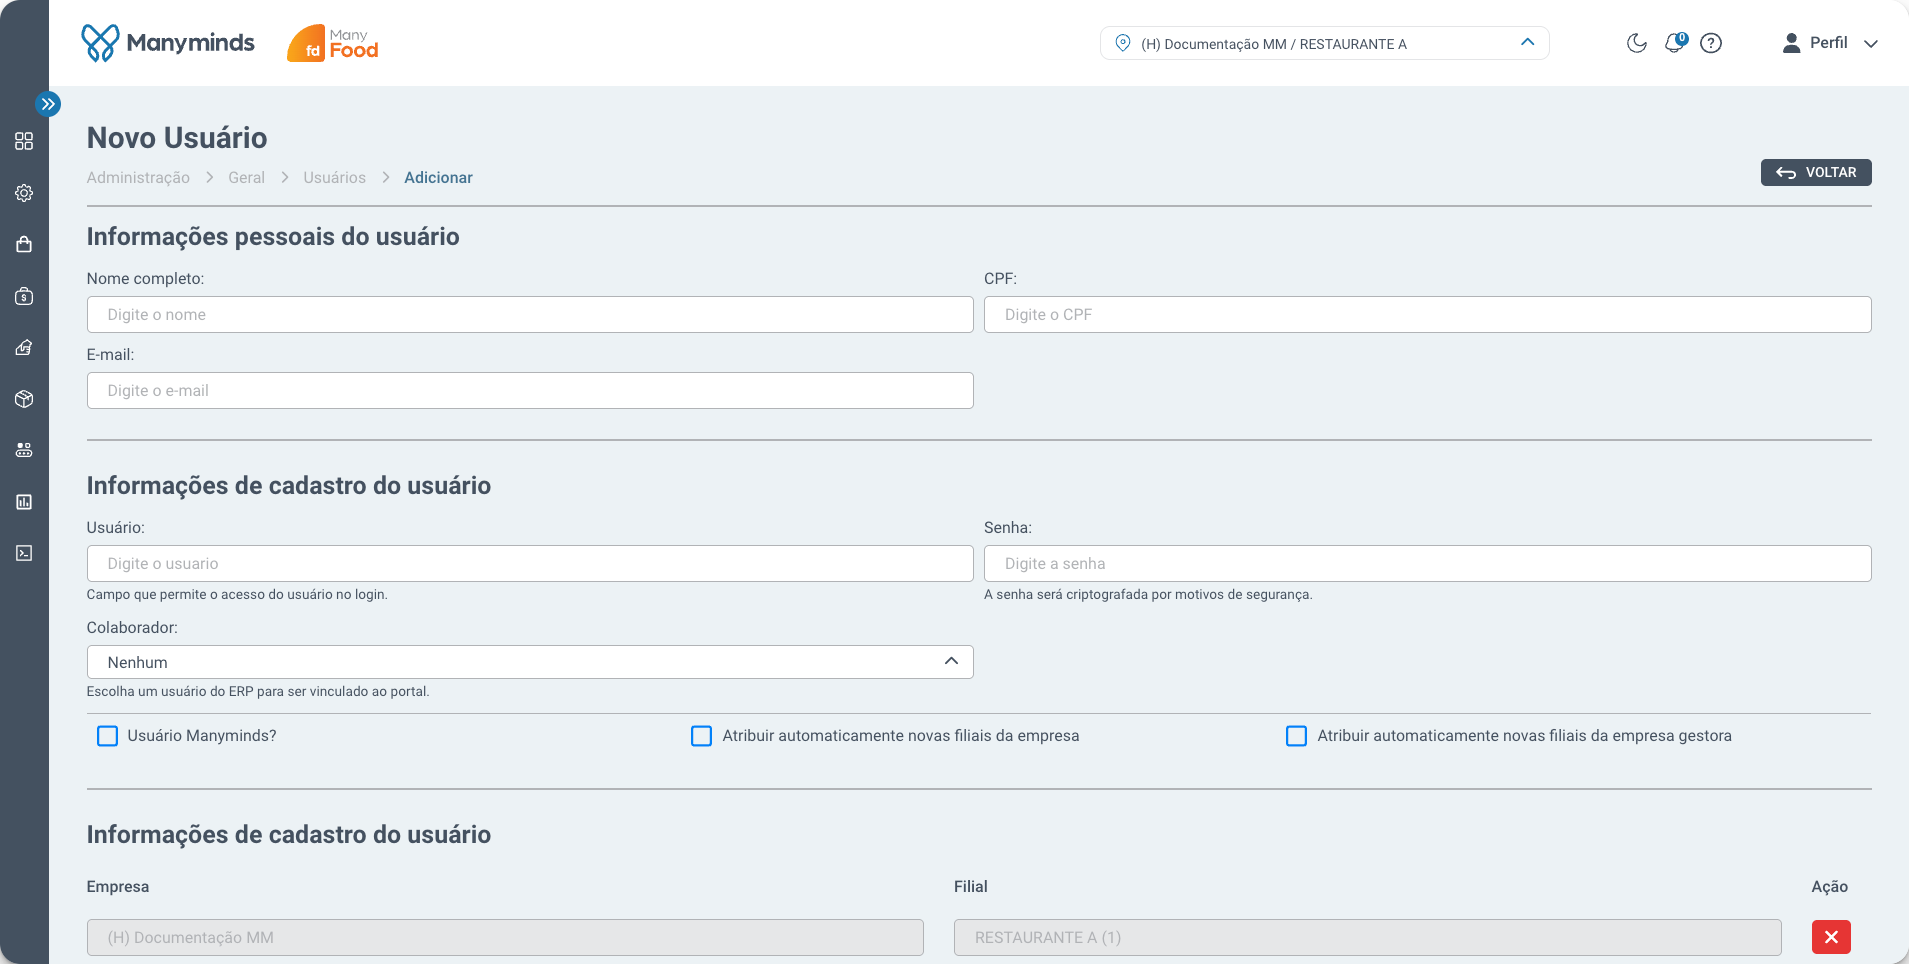 Manyminds
fd Many Food
(H) Documentação MM / RESTAURANTE A
0
Perfil
Novo Usuário
Administração > Geral > Usuários > Adicionar
VOLTAR
Informações pessoais do usuário
Nome completo:
CPF:
Digite o nome
Digite o CPF
E-mail:
Digite o e-mail
Informações de cadastro do usuário
Usuário:
Senha:
Digite o usuario
Digite a senha
Campo que permite o acesso do usuário no login.
A senha será criptografada por motivos de segurança.
Colaborador:
Nenhum
Escolha um usuário do ERP para ser vinculado ao portal.
Usuário Manyminds?
Atribuir automaticamente novas filiais da empresa
Atribuir automaticamente novas filiais da empresa gestora
Informações de cadastro do usuário
Empresa
Filial
Ação
(H) Documentação MM
RESTAURANTE A (1)